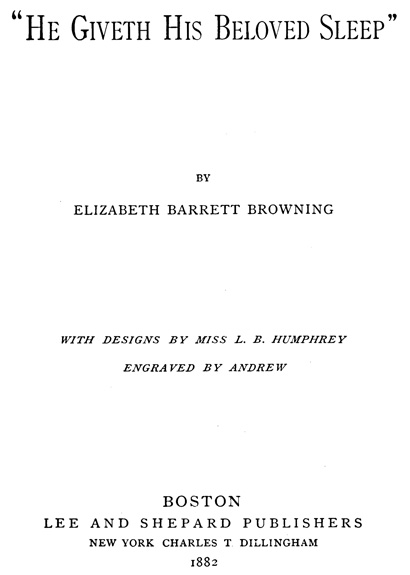 "HE GIVETH HIS BELOVED SLEEP"
BY
ELIZABETH BARRETT BROWNING
WITH DESIGNS BY MISS L. B. HUMPHREY
ENGRAVED BY ANDREW
BOSTON
LEE AND SHEPARD PUBLISHERS
NEW YORK CHARLES T. DILLINGHAM
1882